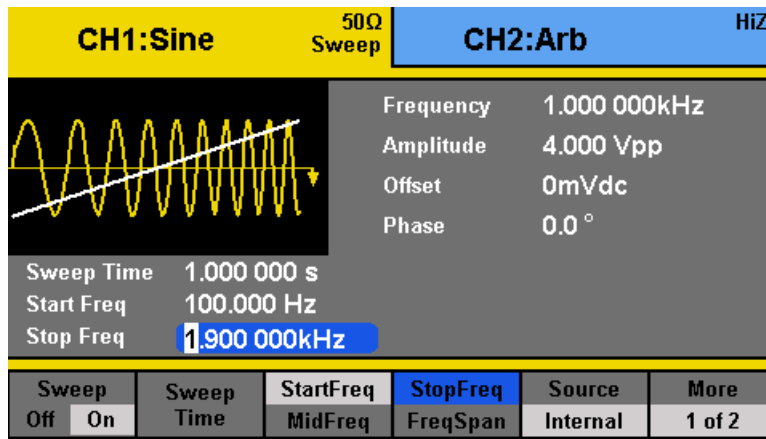 CH1:Sine
50Ω
Sweep
CH2:Arb
HiZ
Frequency 1.000 000kHz
Amplitude 4.000 Vpp
Offset 0mVdc
Phase 0.0 °
Sweep Time 1.000 000 s
Start Freq 100.000 Hz
Stop Freq 1.900 000kHz
Sweep
Off On
Sweep
Time
StartFreq
MidFreq
StopFreq
FreqSpan
Source
Internal
More
1 of 2